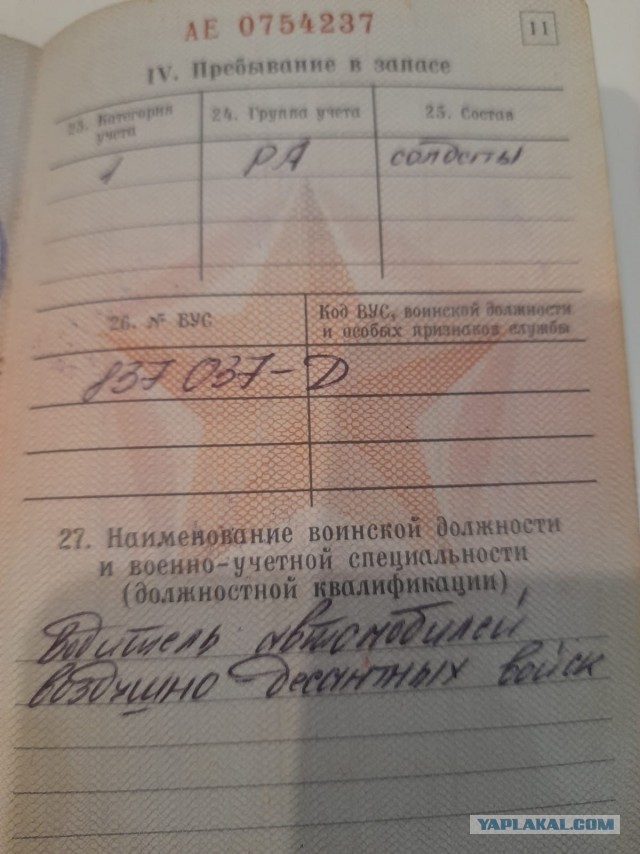 АЕ 0754237
11
IV. Пребывание в запасе
23. Категория учета
24. Группа учета
25. Состав
1
РА
солдаты
26. № ВУС
Код ВУС, воинской должности
и особых признаков службы
837 037-D
27. Наименование воинской должности
и военно-учетной специальности
(должностной квалификации)
Водитель автомобилей
воздушно-десантных войск
YAPLAKAL.COM